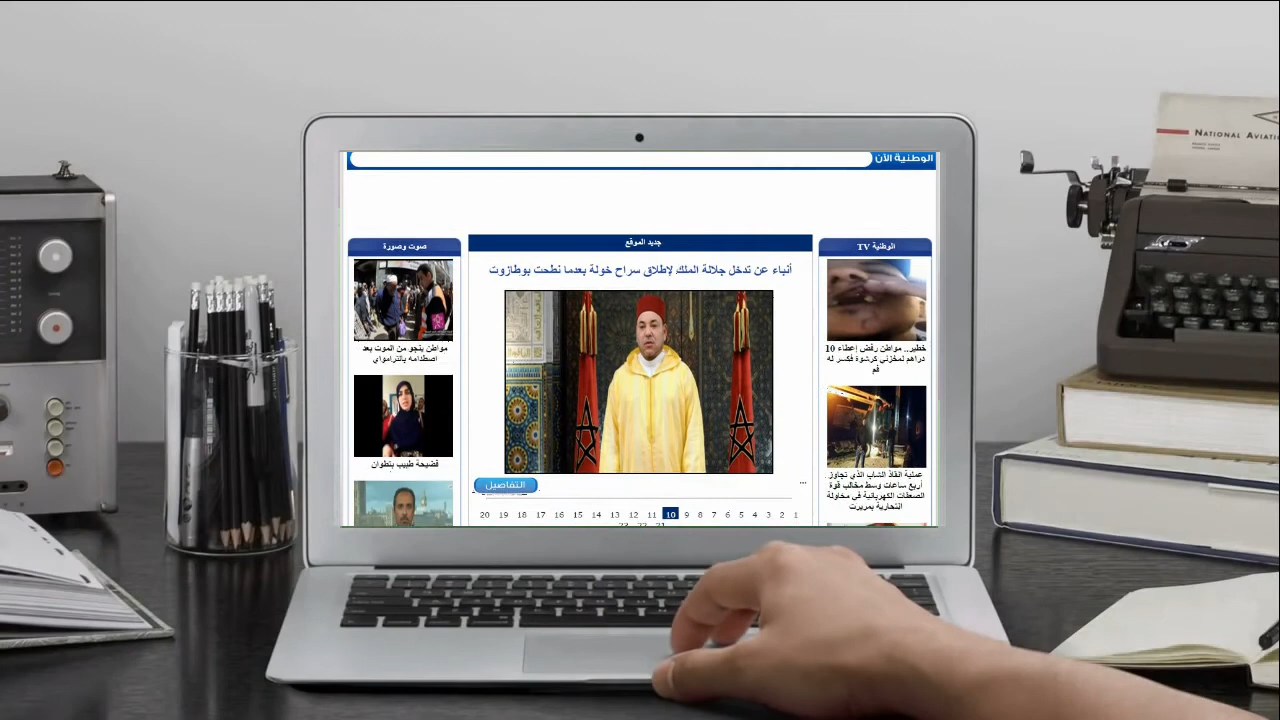 الوطنية الآن
NATIONAL AVIATI
الوطنية TV
جديد الموقع
صوت وصورة
أنباء عن تدخل جلالة الملك لإطلاق سراح خولة بعدما نطحت بوطازوت
خطير.. مواطن رفض إعطاء 10
دراهم لمخزني كرشوة فكسر له
فم
عملية انقاذ الشاب الذي تجاوز
أربع ساعات وسط مخالب قوة
الصعقات الكهربائية في محاولة
انتحارية بمريرت
مواطن ينجو من الموت بعد
اصطدامه بالترامواي
فضيحة طبيب بتطوان
...
التفاصيل
1 2 3 4 5 6 7 8 9 10 11 12 13 14 15 16 17 18 19 20
21 22 23